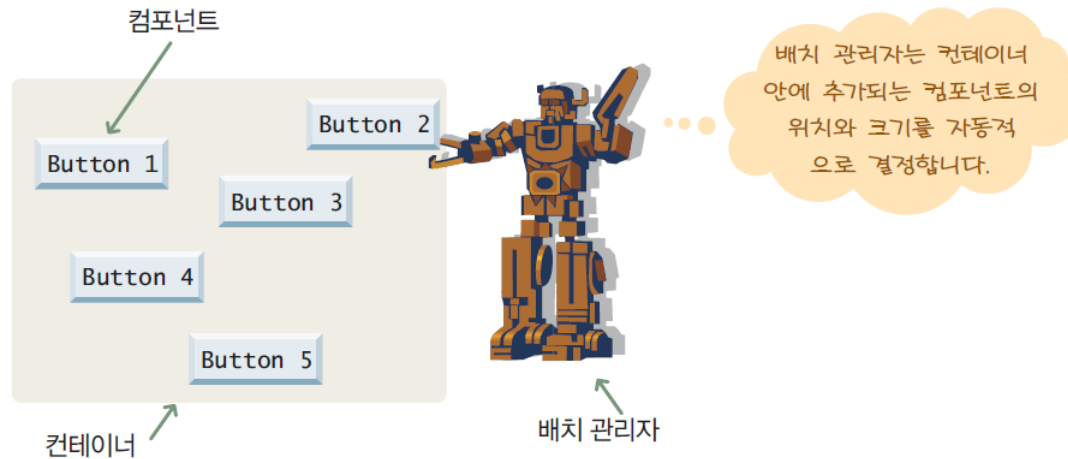 컴포넌트
배치 관리자는 컨테이너
안에 추가되는 컴포넌트의
위치와 크기를 자동적
으로 결정합니다.
Button 2
Button 1
Button 3
Button 4
Button 5
배치 관리자
컨테이너